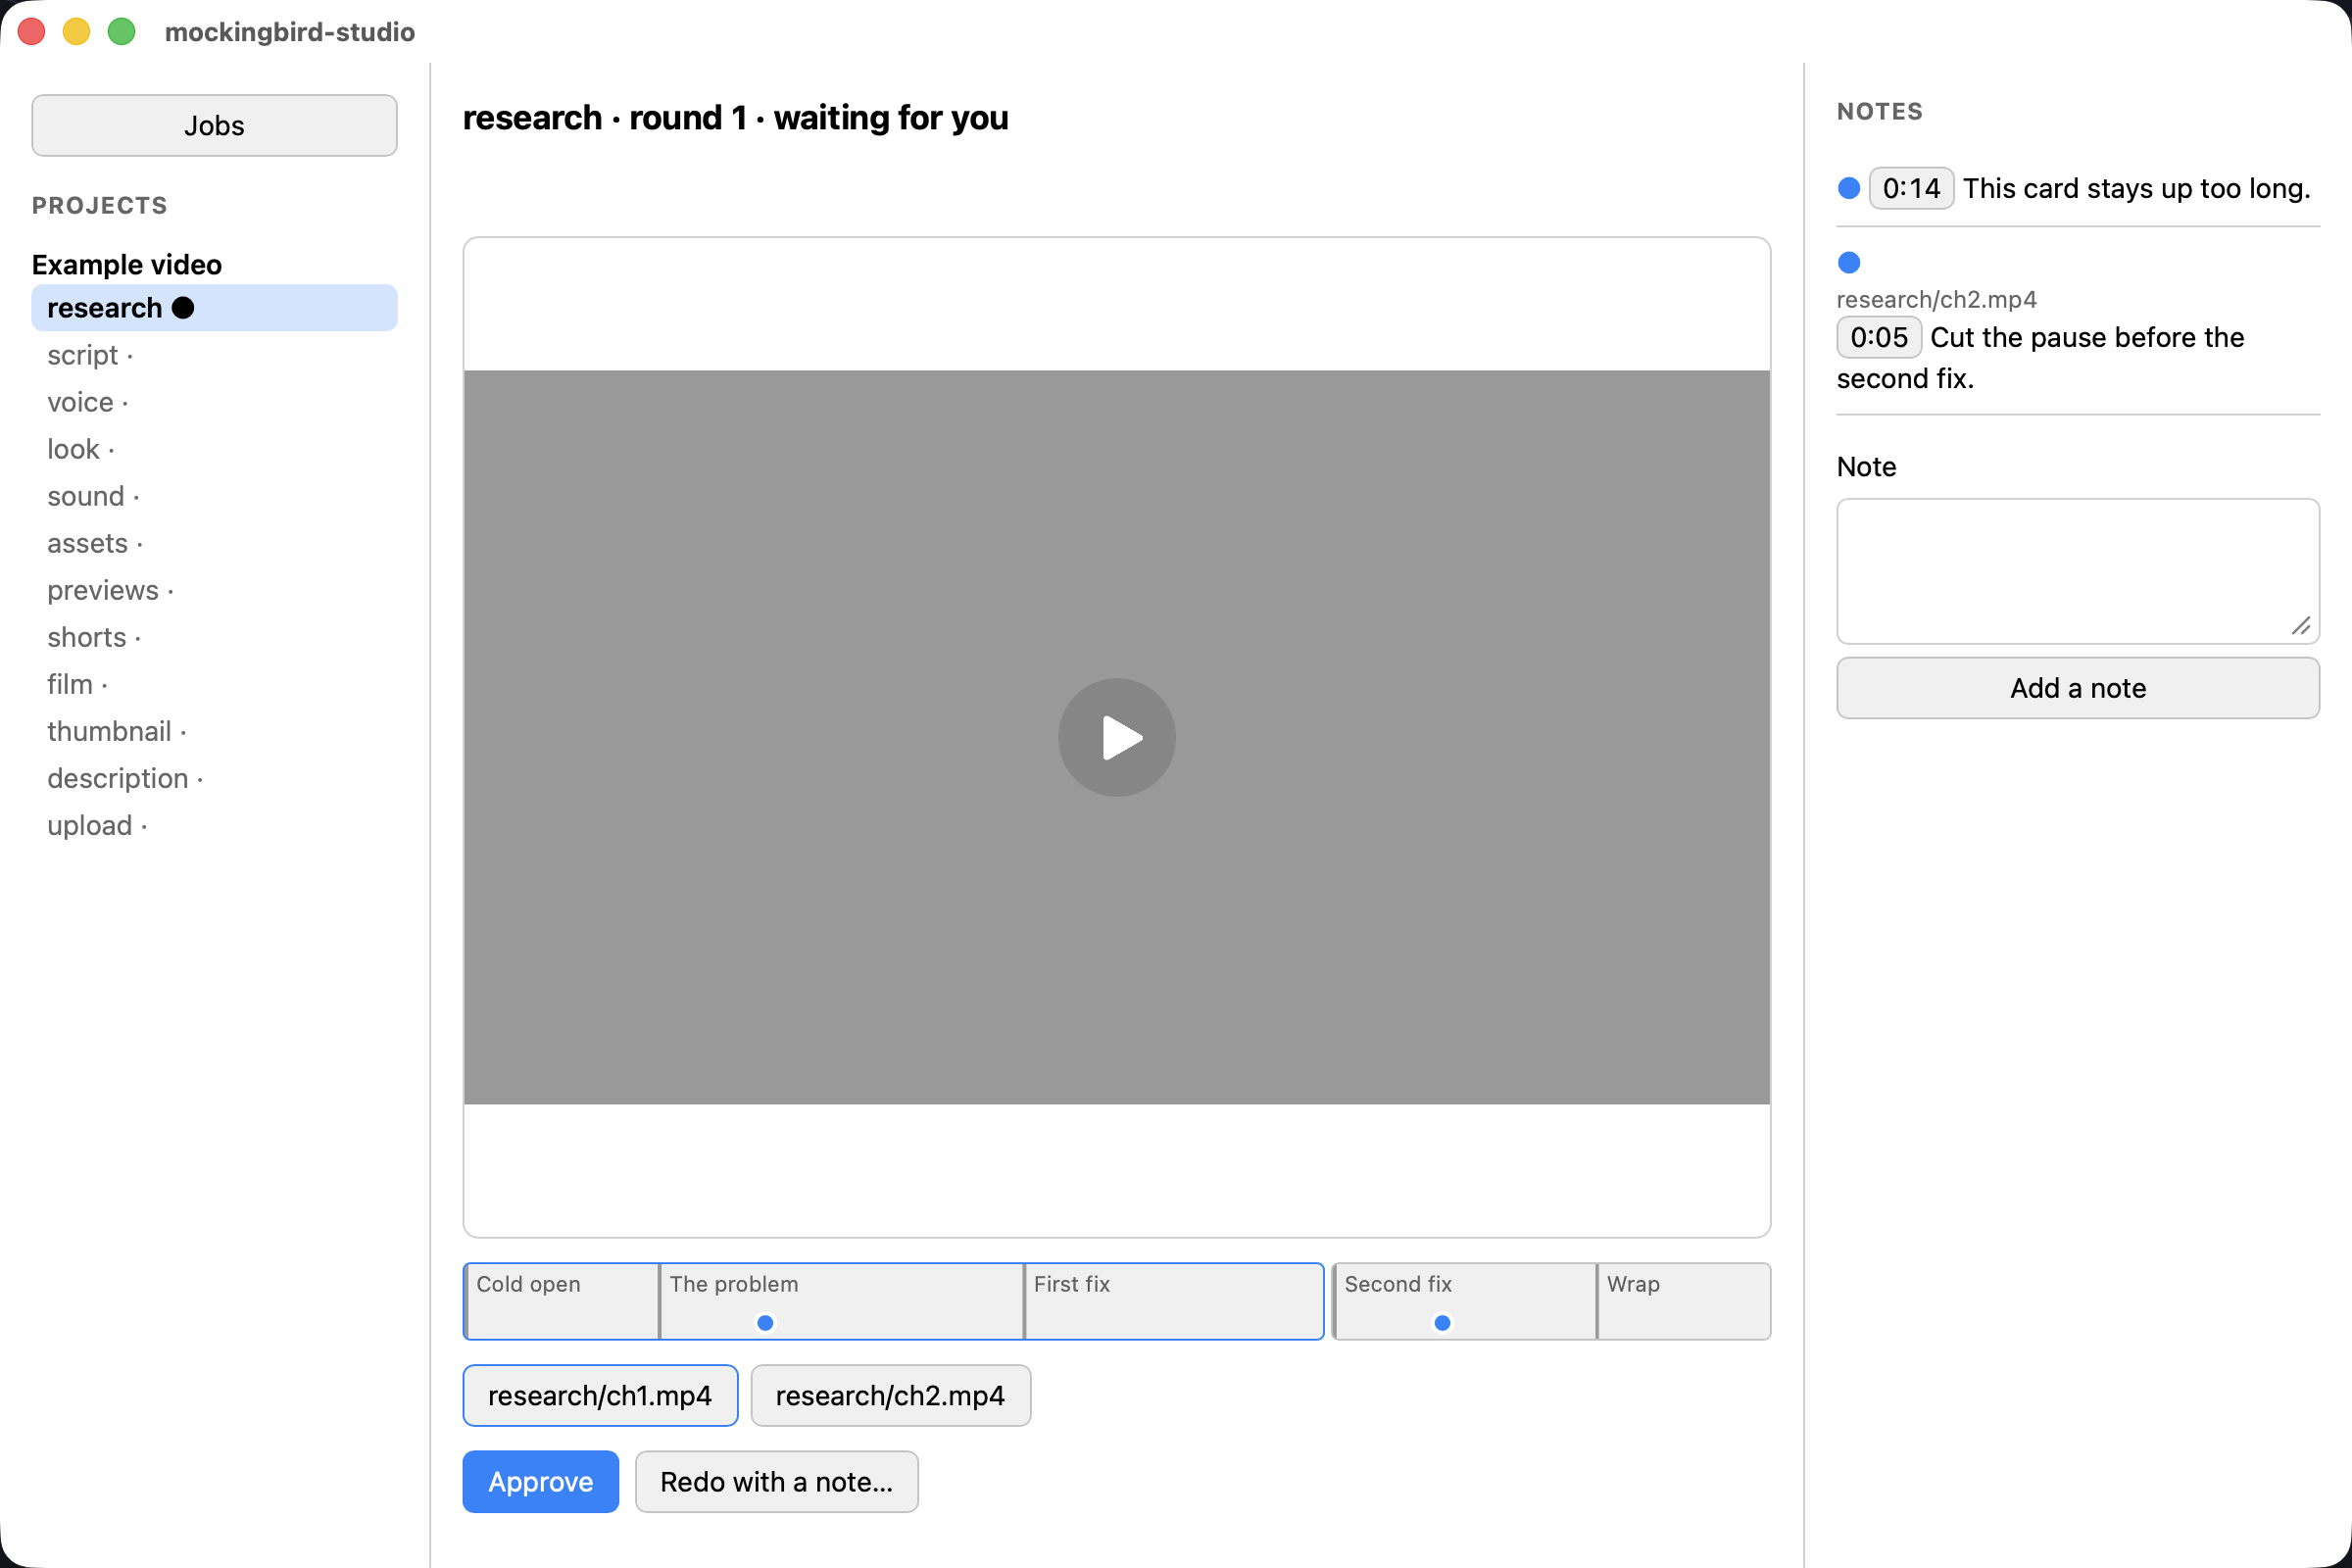 mockingbird-studio
Jobs
PROJECTS
Example video
research
script ·
voice ·
look ·
sound ·
assets ·
previews ·
shorts ·
film ·
thumbnail ·
description ·
upload ·
research · round 1 · waiting for you
Cold open
The problem
First fix
Second fix
Wrap
research/ch1.mp4
research/ch2.mp4
Approve
Redo with a note...
NOTES
0:14 This card stays up too long.
research/ch2.mp4
0:05 Cut the pause before the
second fix.
Note
Add a note